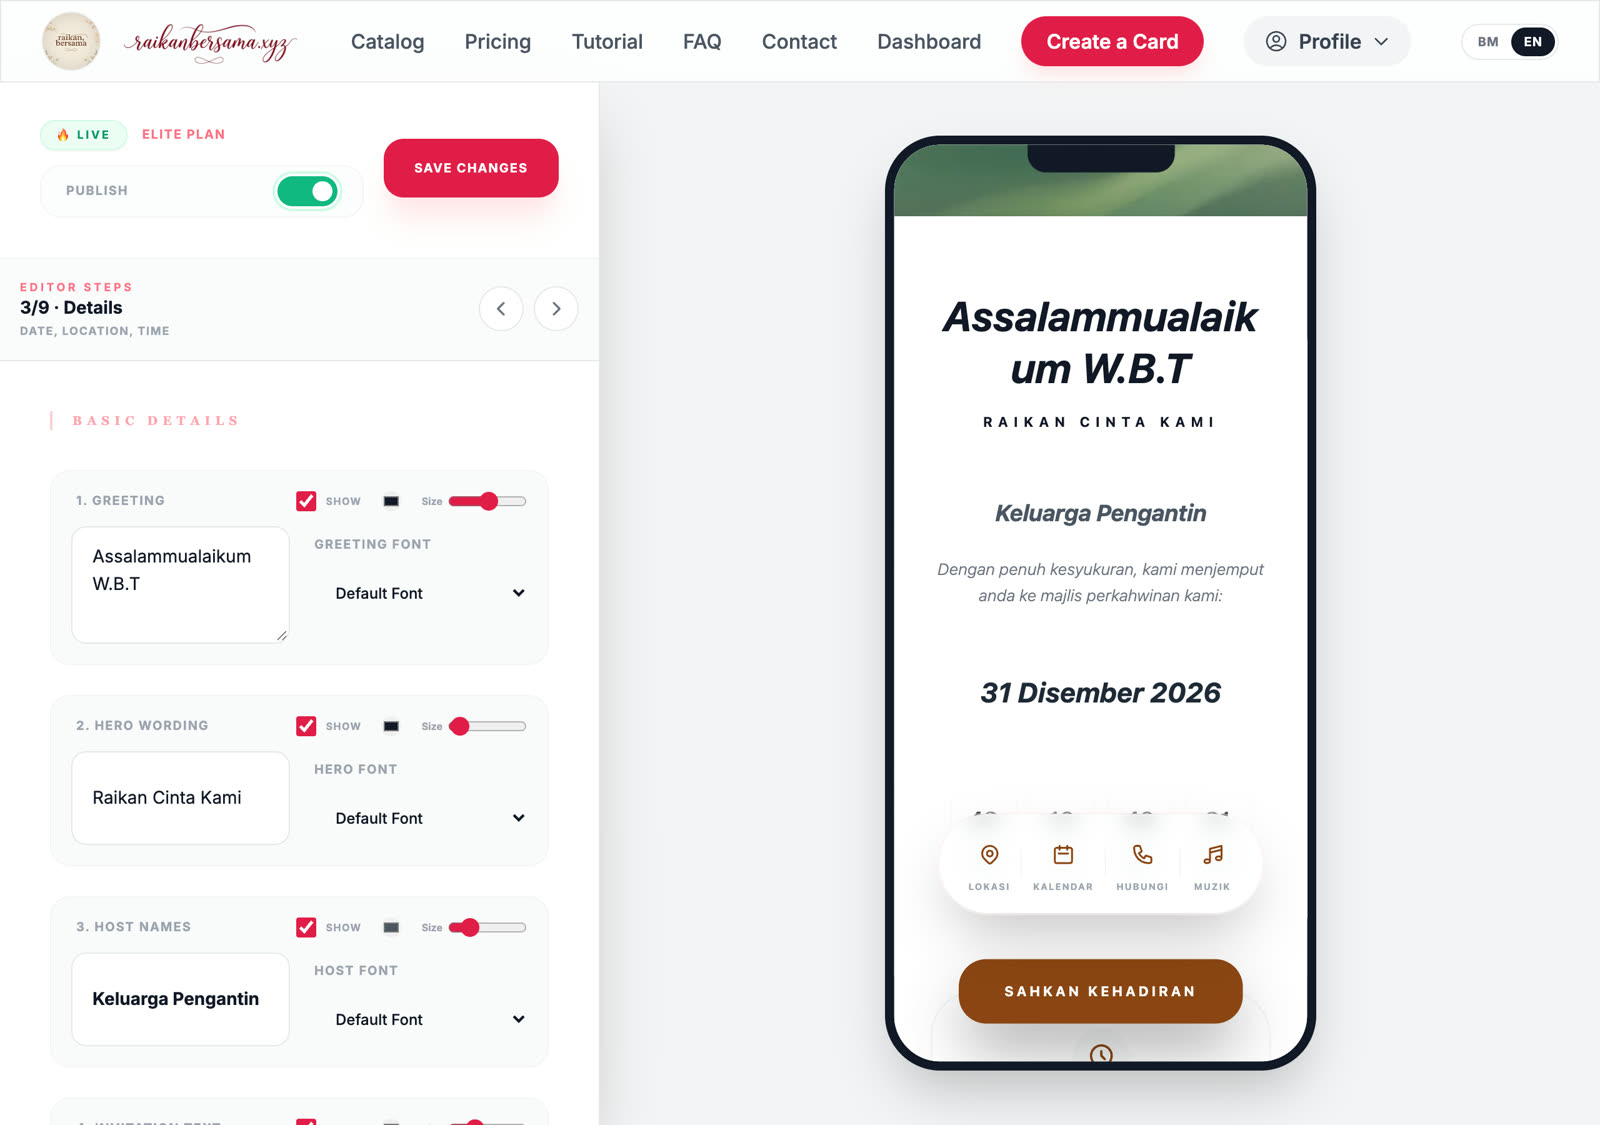 raikan
bersama
raikanbersama.xyz
Catalog
Pricing
Tutorial
FAQ
Contact
Dashboard
Create a Card
Profile
BM
EN
🔥 LIVE
ELITE PLAN
PUBLISH
SAVE CHANGES
EDITOR STEPS
3/9 · Details
DATE, LOCATION, TIME
BASIC DETAILS
1. GREETING
SHOW
Size
Assalammualaikum
W.B.T
GREETING FONT
Default Font
2. HERO WORDING
SHOW
Size
Raikan Cinta Kami
HERO FONT
Default Font
3. HOST NAMES
SHOW
Size
Keluarga Pengantin
HOST FONT
Default Font
Assalammualaik
um W.B.T
RAIKAN CINTA KAMI
Keluarga Pengantin
Dengan penuh kesyukuran, kami menjemput
anda ke majlis perkahwinan kami:
31 Disember 2026
LOKASI
KALENDAR
HUBUNGI
MUZIK
SAHKAN KEHADIRAN